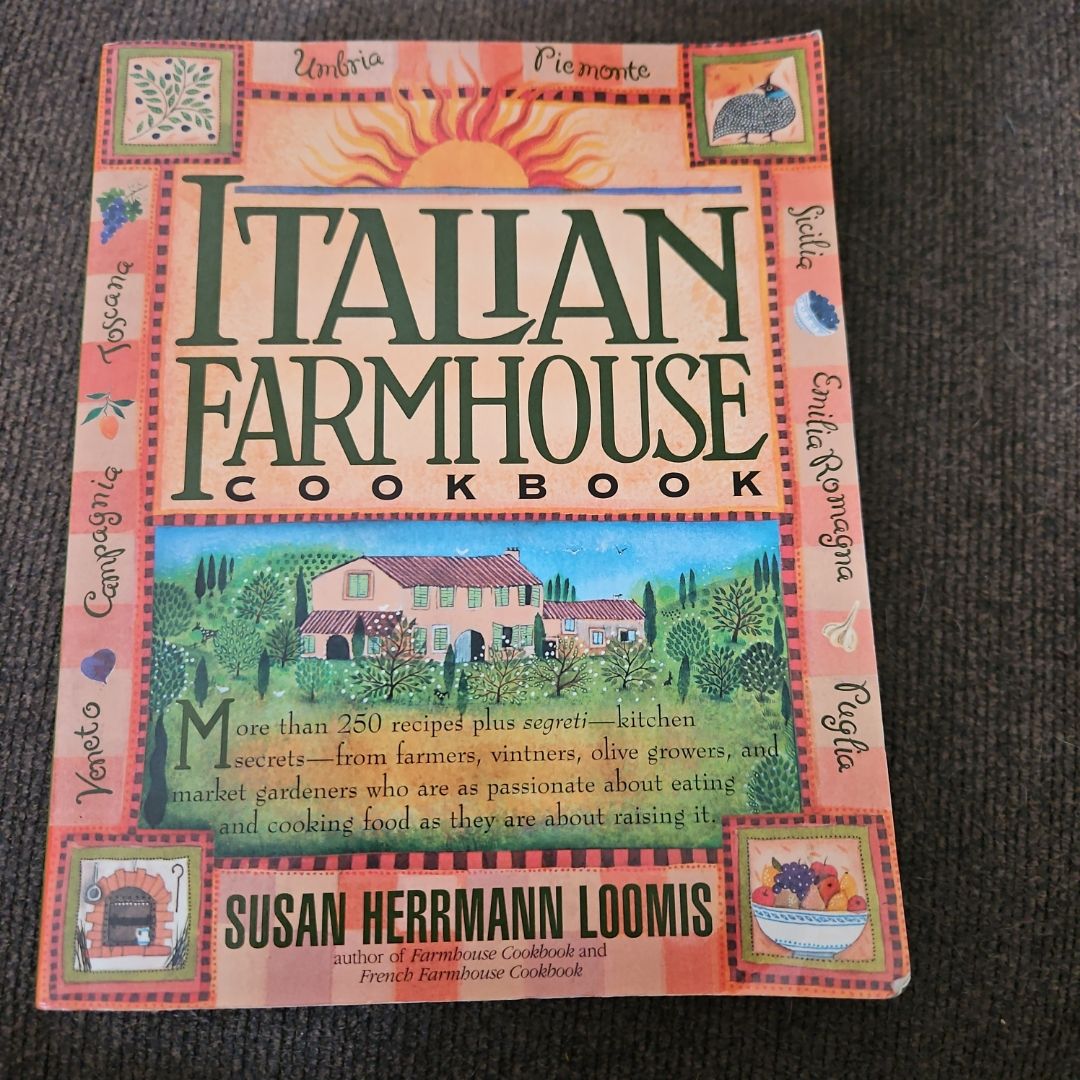 Umbria
Piemonte
ITALIAN
FARMHOUSE
COOKBOOK
Toscana
Campagnia
Veneto
Sicilia
Emilia Romagna
Puglia
More than 250 recipes plus segreti—kitchen
secrets—from farmers, vintners, olive growers, and
market gardeners who are as passionate about eating
and cooking food as they are about raising it.
SUSAN HERRMANN LOOMIS
author of Farmhouse Cookbook and
French Farmhouse Cookbook